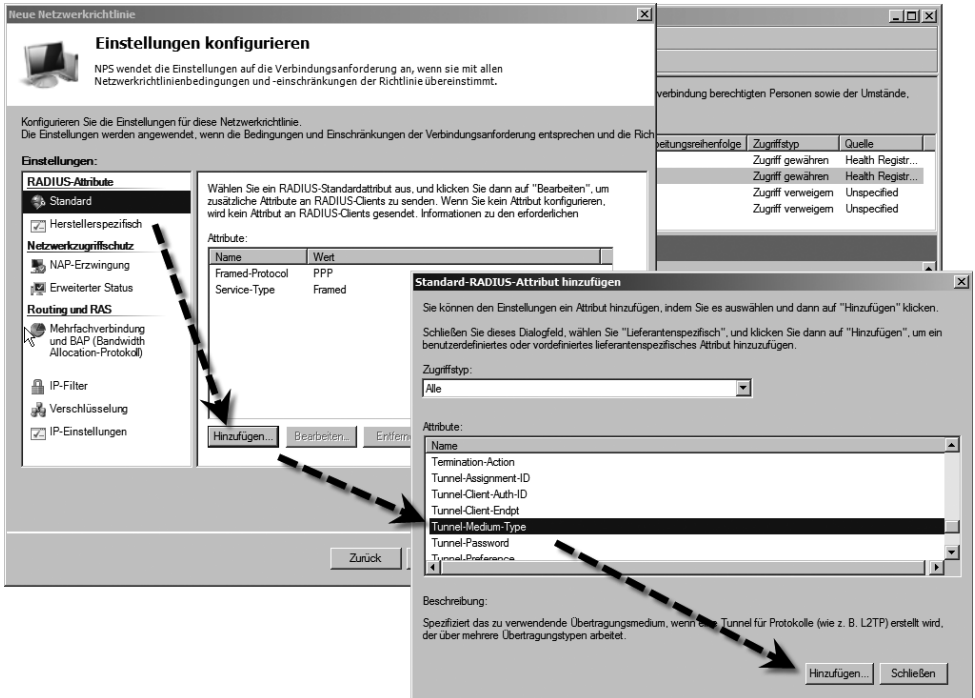 Neue Netzwerkrichtlinie
Einstellungen konfigurieren
NPS wendet die Einstellungen auf die Verbindungsanforderung an, wenn sie mit allen
Netzwerkrichtlinienbedingungen und -einschränkungen der Richtlinie übereinstimmt.
Konfigurieren Sie die Einstellungen für diese Netzwerkrichtlinie.
Die Einstellungen werden angewendet, wenn die Bedingungen und Einschränkungen der Verbindungsanforderung entsprechen und die Rich
Einstellungen:
RADIUS-Attribute
Standard
Herstellerspezifisch
Netzwerkzugriffschutz
NAP-Erzwingung
Erweiterter Status
Routing und RAS
Mehrfachverbindung
und BAP (Bandwidth
Allocation-Protokoll)
IP-Filter
Verschlüsselung
IP-Einstellungen
Wählen Sie ein RADIUS-Standardattribut aus, und klicken Sie dann auf "Bearbeiten", um
zusätzliche Attribute an RADIUS-Clients zu senden. Wenn Sie kein Attribut konfigurieren,
wird kein Attribut an RADIUS-Clients gesendet. Informationen zu den erforderlichen
Attribute:
Name Wert
Framed-Protocol PPP
Service-Type Framed
Hinzufügen... Bearbeiten... Entferne
Zurück
verbindung berechtigten Personen sowie der Umstände,
beitungsreihenfolge Zugriffstyp Quelle
Zugriff gewähren Health Registr...
Zugriff gewähren Health Registr...
Zugriff verweigern Unspecified
Zugriff verweigern Unspecified
Standard-RADIUS-Attribut hinzufügen
Sie können den Einstellungen ein Attribut hinzufügen, indem Sie es auswählen und dann auf "Hinzufügen" klicken.
Schließen Sie dieses Dialogfeld, wählen Sie "Lieferantenspezifisch", und klicken Sie dann auf "Hinzufügen", um ein
benutzerdefiniertes oder vordefiniertes lieferantenspezifisches Attribut hinzuzufügen.
Zugriffstyp:
Alle
Attribute:
Name
Termination-Action
Tunnel-Assignment-ID
Tunnel-Client-Auth-ID
Tunnel-Client-Endpt
Tunnel-Medium-Type
Tunnel-Password
Tunnel-Preference
Beschreibung:
Spezifiziert das zu verwendende Übertragungsmedium, wenn eine Tunnel für Protokolle (wie z. B. L2TP) erstellt wird,
der über mehrere Übertragungstypen arbeitet.
Hinzufügen... Schließen